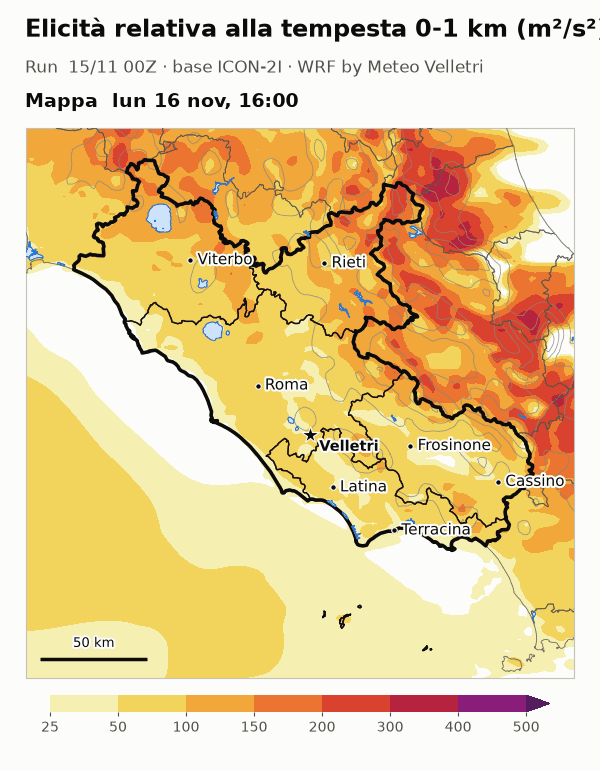 Elicità relativa alla tempesta 0-1 km (m²/s²)
Run 15/11 00Z · base ICON-2I · WRF by Meteo Velletri
Mappa lun 16 nov, 16:00
Viterbo
Rieti
Roma
Velletri
Frosinone
Cassino
Latina
Terracina
50 km
25 50 100 150 200 300 400 500